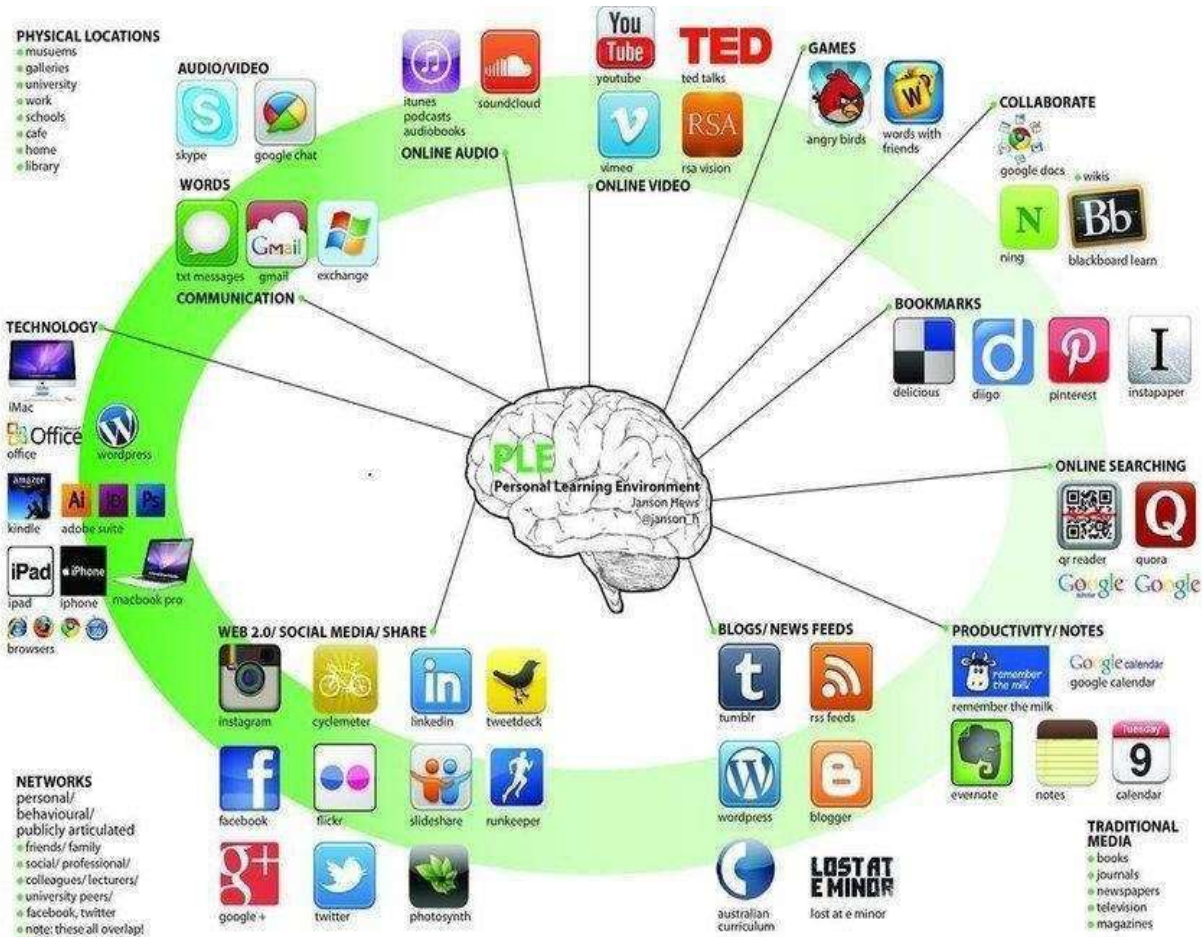 PHYSICAL LOCATIONS
musuems
galleries
university
work
schools
cafe
home
library
AUDIO/VIDEO
skype
google chat
WORDS
Gmail
txt messages
gmail
exchange
COMMUNICATION
itunes
podcasts
audiobooks
soundcloud
ONLINE AUDIO
You
Tube
youtube
TED
ted talks
vimeo
RSA
rsa vision
ONLINE VIDEO
GAMES
angry birds
W
words with
friends
COLLABORATE
google docs
wikis
N
ning
Bb
blackboard learn
BOOKMARKS
delicious
d
diigo
pinterest
I
instapaper
TECHNOLOGY
iMac
Office
office
wordpress
amazon
kindle
Ai
Ps
adobe suite
iPad
ipad
iPhone
iphone
macbook pro
browsers
PLE
Personal Learning Environment
Janson Hews
@janson_h
ONLINE SEARCHING
qr reader
Q
quora
Google
Google
WEB 2.0/ SOCIAL MEDIA/ SHARE
instagram
cyclemeter
in
linkedin
tweetdeck
f
facebook
flickr
slideshare
runkeeper
g+
google +
twitter
photosynth
BLOGS/ NEWS FEEDS
t
tumblr
rss feeds
wordpress
blogger
australian
curriculum
LOST AT
E MINOR
lost at e minor
PRODUCTIVITY/ NOTES
remember
the milk
remember the milk
Google calendar
google calendar
evernote
notes
Tuesday
9
calendar
NETWORKS
personal/
behavioural/
publicly articulated
friends/ family
social/ professional/
colleagues/ lecturers/
university peers/
facebook, twitter
note: these all overlap!
TRADITIONAL
MEDIA
books
journals
newspapers
television
magazines